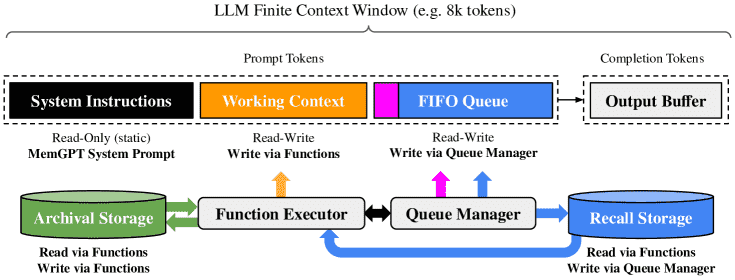 LLM Finite Context Window (e.g. 8k tokens)
Prompt Tokens
Completion Tokens
System Instructions
Working Context
FIFO Queue
Output Buffer
Read-Only (static)
MemGPT System Prompt
Read-Write
Write via Functions
Read-Write
Write via Queue Manager
Archival Storage
Function Executor
Queue Manager
Recall Storage
Read via Functions
Write via Functions
Read via Functions
Write via Queue Manager